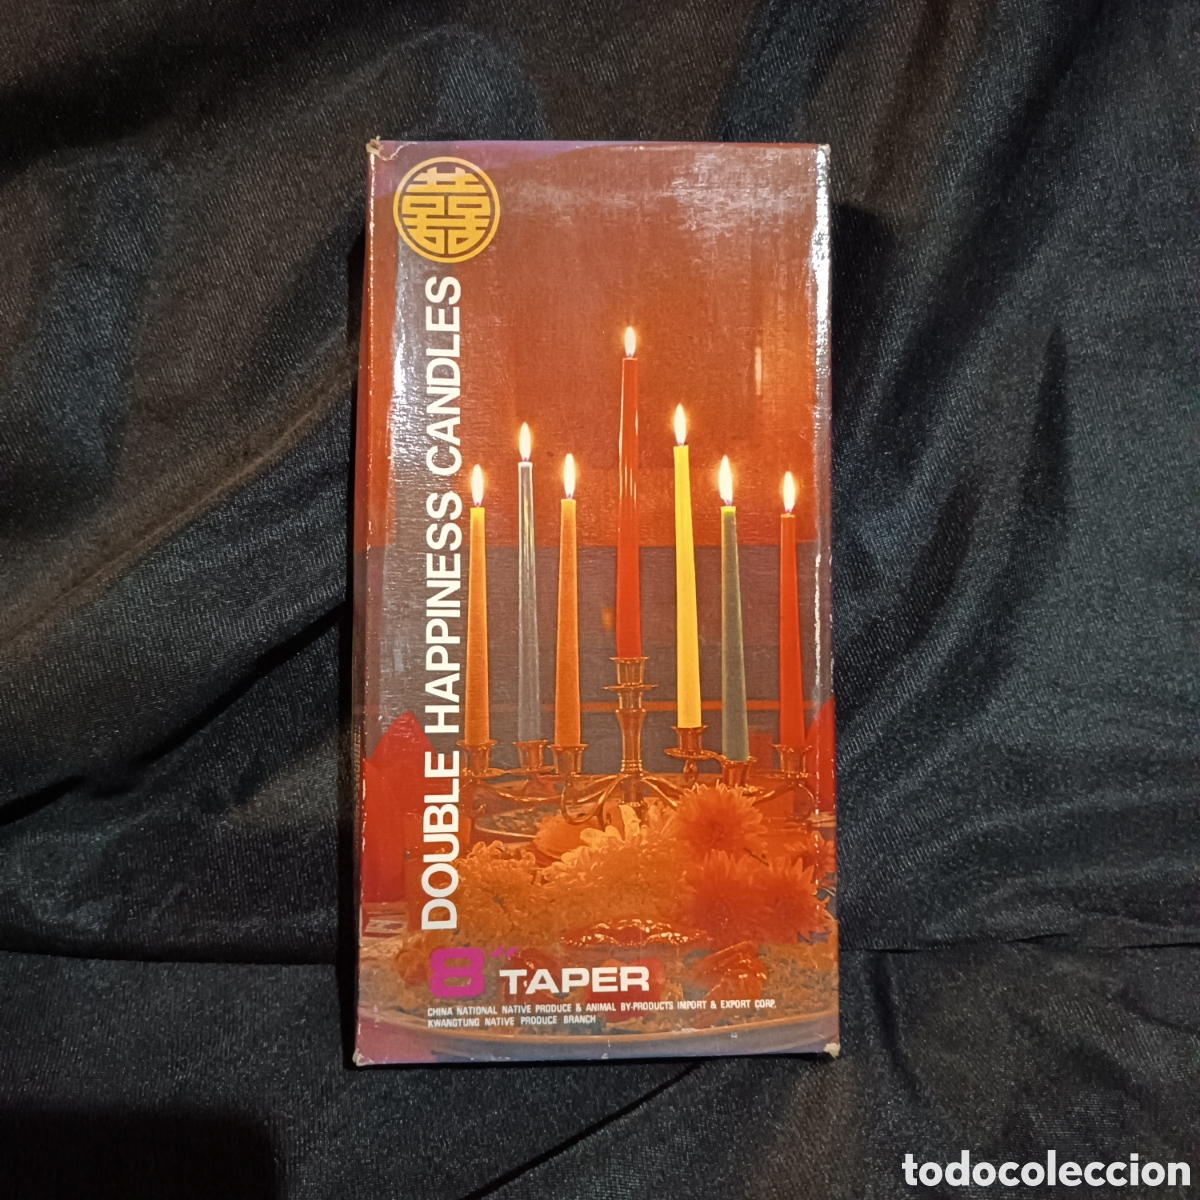 囍
DOUBLE HAPPINESS CANDLES
8" TAPER
CHINA NATIONAL NATIVE PRODUCE & ANIMAL BY-PRODUCTS IMPORT & EXPORT CORP.
KWANGTUNG NATIVE PRODUCE BRANCH
todocoleccion